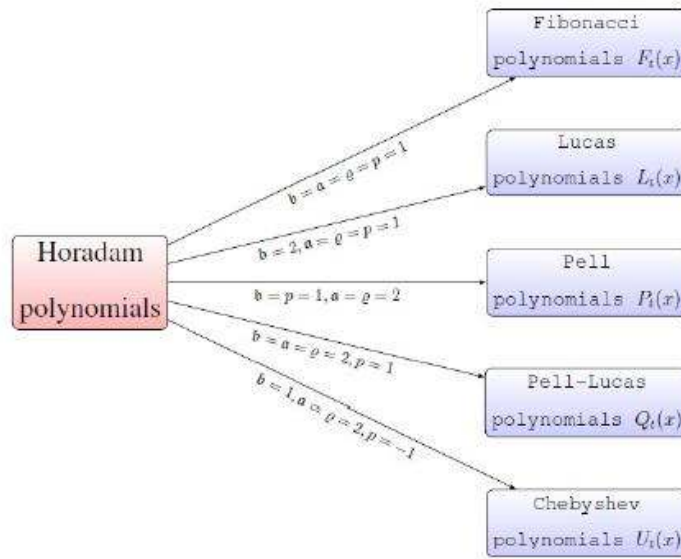 Fibonacci
polynomials F_t(x)
b = a = ϱ = p = 1
Lucas
polynomials L_t(x)
b = 2, a = ϱ = p = 1
Horadam
polynomials
Pell
polynomials P_t(x)
b = p = 1, a = ϱ = 2
Pell-Lucas
polynomials Q_t(x)
b = a = ϱ = 2, p = 1
b = 1, a = ϱ = 2, p = -1
Chebyshev
polynomials U_t(x)